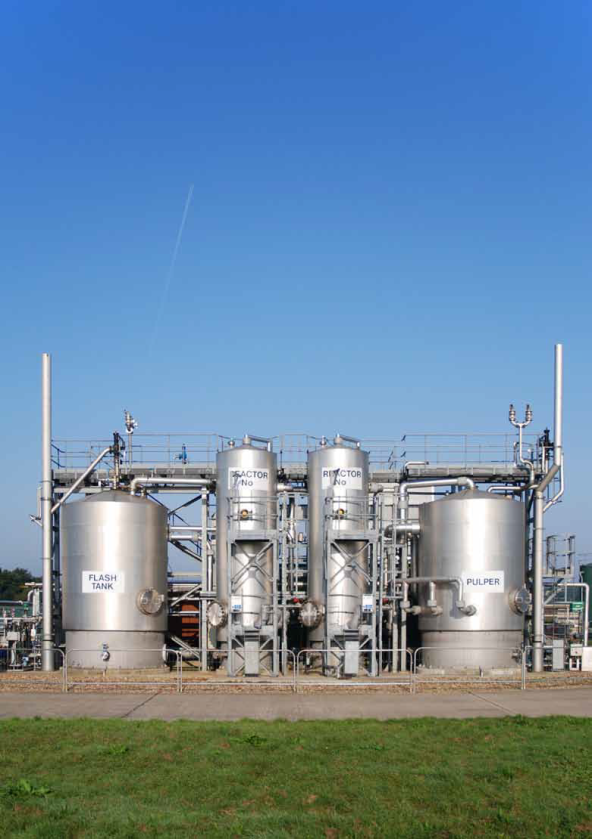 FLASH
TANK
REACTOR
No
REACTOR
No
PULPER